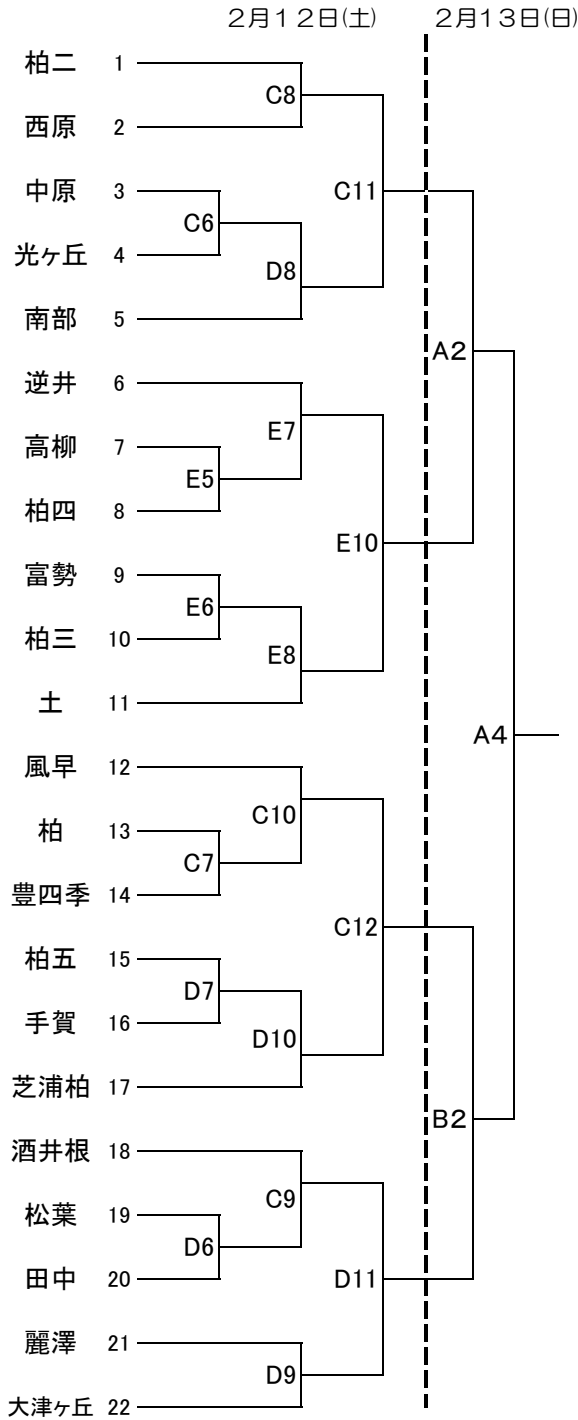 2月12日(土) 2月13日(日)
柏二 1
C8
西原 2
中原 3
C11
C6
光ヶ丘 4
D8
南部 5
A2
逆井 6
E7
高柳 7
E5
柏四 8
E10
富勢 9
E6
柏三 10
E8
土 11
A4
風早 12
C10
柏 13
C7
豊四季 14
C12
柏五 15
D7
手賀 16
D10
芝浦柏 17
B2
酒井根 18
C9
松葉 19
D6
田中 20
D11
麗澤 21
D9
大津ヶ丘 22